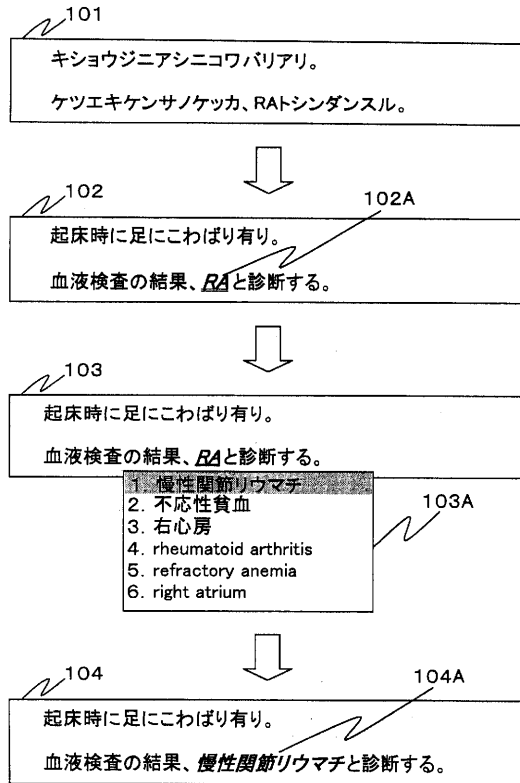 101
キショウジニアシニコワバリアリ。
ケツエキケンサノケッカ、RAトシンダンスル。
102
102A
起床時に足にこわばり有り。
血液検査の結果、RAと診断する。
103
起床時に足にこわばり有り。
血液検査の結果、RAと診断する。
1. 慢性関節リウマチ
2. 不応性貧血
3. 右心房
4. rheumatoid arthritis
5. refractory anemia
6. right atrium
103A
104
104A
起床時に足にこわばり有り。
血液検査の結果、慢性関節リウマチと診断する。